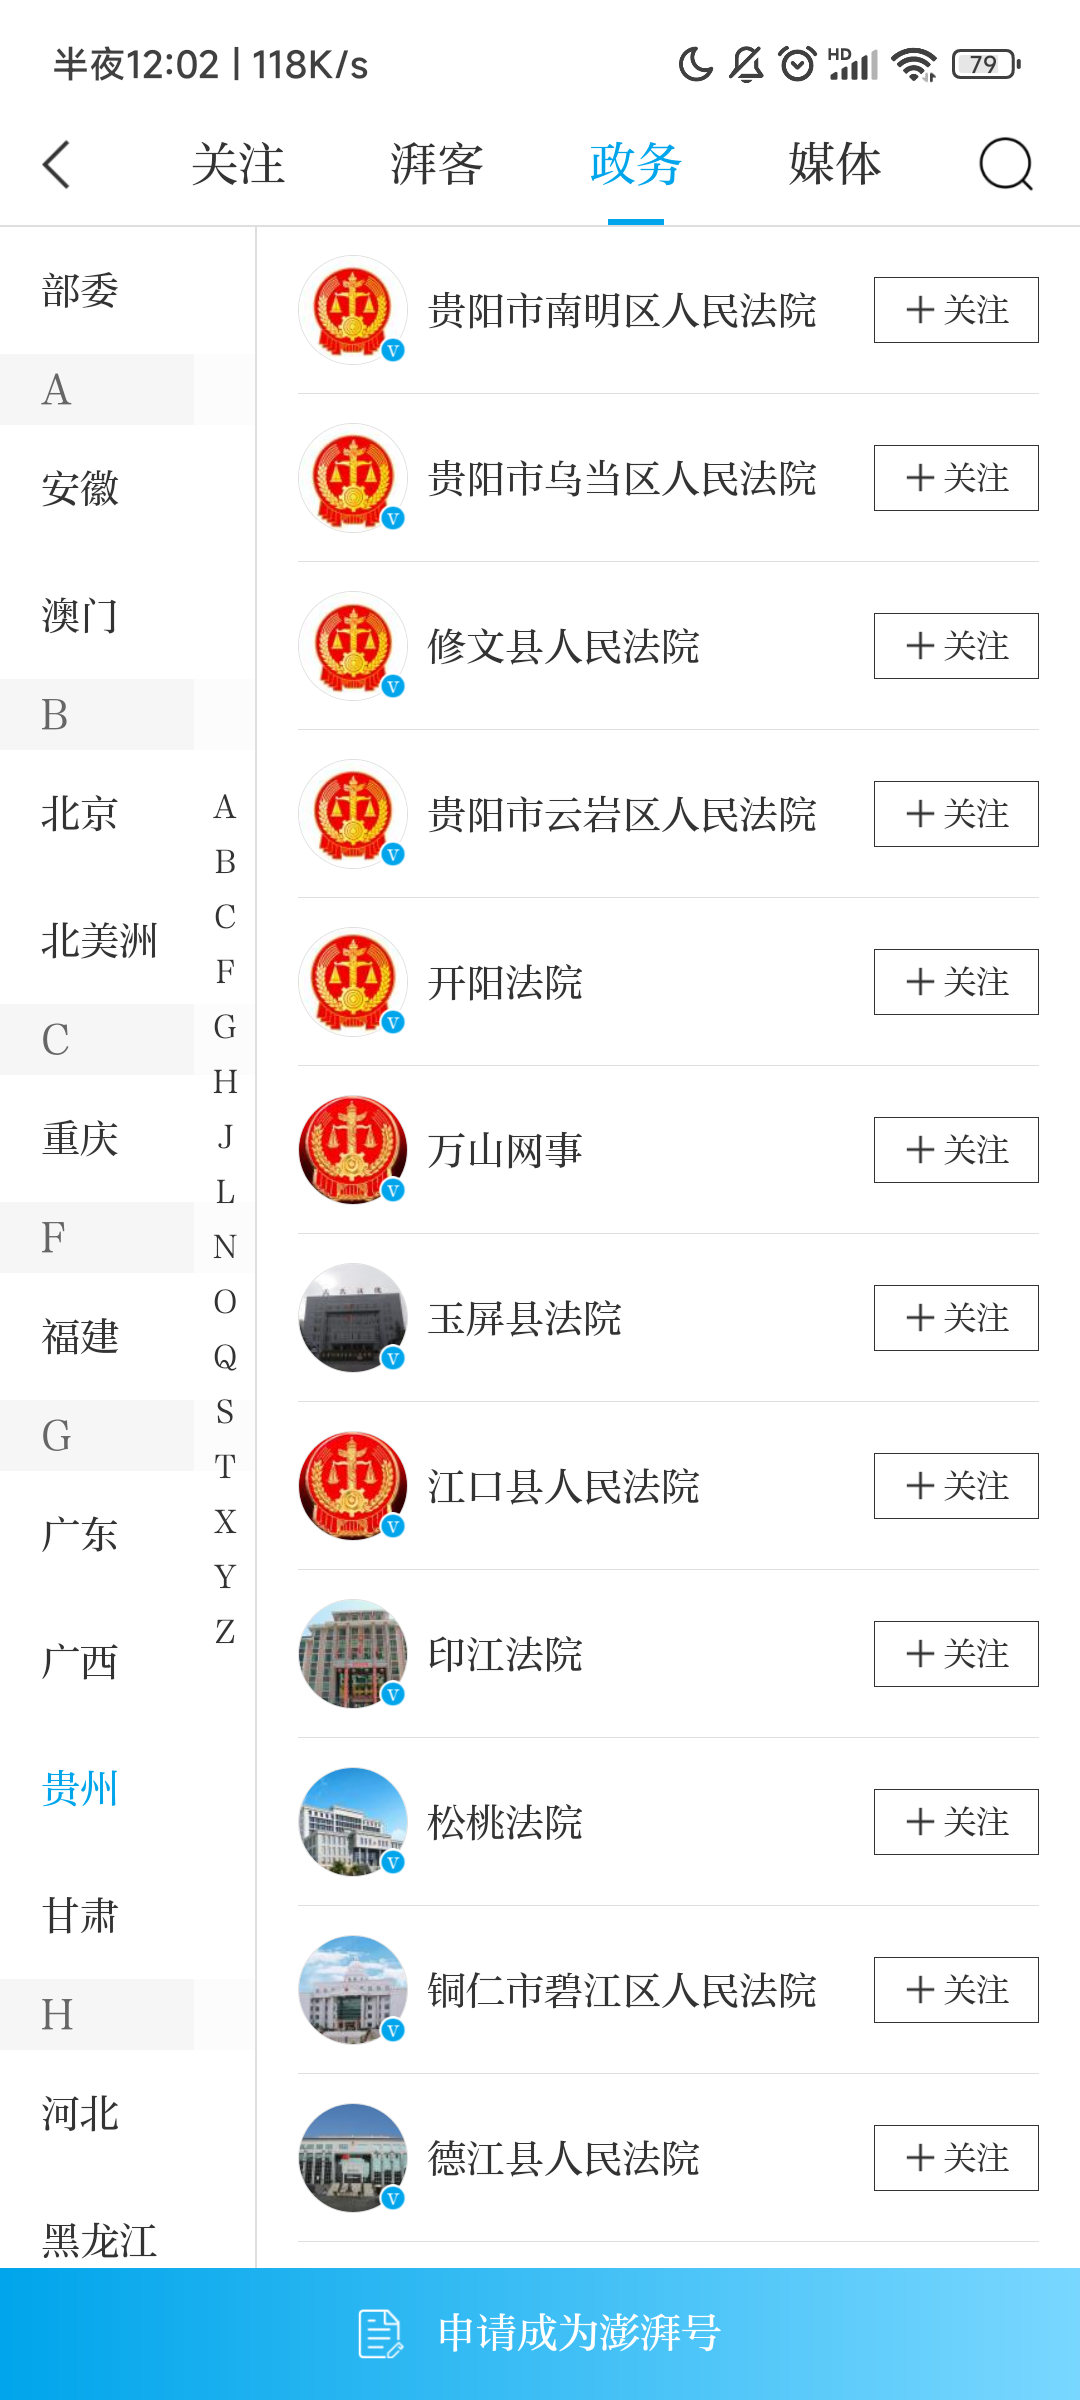 半夜12:02 | 118K/s
HD
79
关注 湃客 政务 媒体
部委
A
安徽
澳门
B
北京
北美洲
C
重庆
F
福建
G
广东
广西
贵州
甘肃
H
河北
黑龙江
A
B
C
F
G
H
J
L
N
O
Q
S
T
X
Y
Z
贵阳市南明区人民法院 +关注
贵阳市乌当区人民法院 +关注
修文县人民法院 +关注
贵阳市云岩区人民法院 +关注
开阳法院 +关注
万山网事 +关注
玉屏县法院 +关注
江口县人民法院 +关注
印江法院 +关注
松桃法院 +关注
铜仁市碧江区人民法院 +关注
德江县人民法院 +关注
申请成为澎湃号